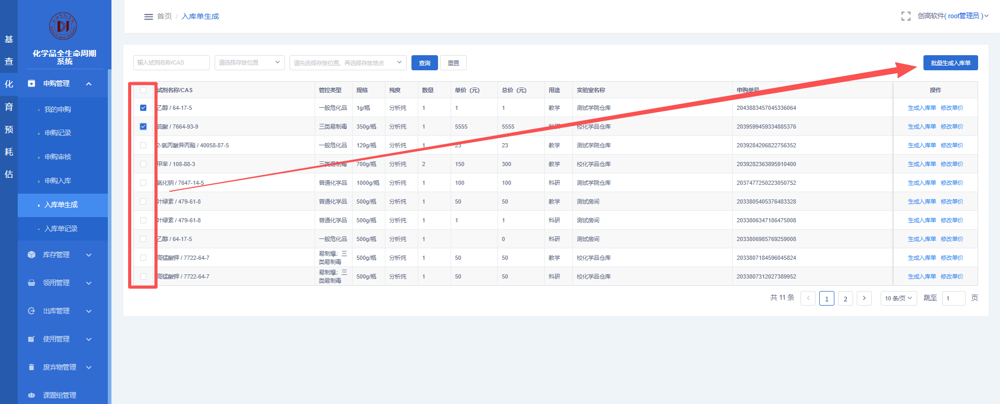 首页 / 入库单生成
创高软件( root管理员 )
基
查
化
育
预
耗
估
化学品全生命周期
系统
申购管理
我的申购
申购记录
申购审核
申购入库
入库单生成
入库单记录
库存管理
领用管理
出库管理
使用管理
废弃物管理
课题组管理
输入试剂名称/CAS 请选择存放位置 请先选择存放位置，再选择存放地点 查询 重置 批量生成入库单
试剂名称/CAS 管控类型 规格 纯度 数量 单价（元） 总价（元） 用途 实验室名称 申购单号 操作
乙醇 / 64-17-5 一般危化品 1g/瓶 分析纯 1 1 1 教学 测试学院仓库 2043883457045336064 生成入库单 修改单价
硫酸 / 7664-93-9 三类易制毒 350g/瓶 分析纯 1 5555 5555 科研 校化学品仓库 2039599459334885376 生成入库单 修改单价
2-氯丙酸异丙酯 / 40058-87-5 一般危化品 120g/瓶 分析纯 1 23 23 教学 测试学院仓库 2039284206822756352 生成入库单 修改单价
甲苯 / 108-88-3 三类易制毒 700g/瓶 分析纯 2 150 300 教学 校化学品仓库 2039282363895910400 生成入库单 修改单价
氯化钠 / 7647-14-5 普通化学品 1000g/瓶 分析纯 1 100 100 科研 测试学院仓库 2037477250223050752 生成入库单 修改单价
叶绿素 / 479-61-8 普通化学品 500g/瓶 分析纯 1 50 50 教学 测试房间 2033805405376483328 生成入库单 修改单价
叶绿素 / 479-61-8 普通化学品 500g/瓶 分析纯 1 1 1 科研 测试房间 2033806347186475008 生成入库单 修改单价
乙醇 / 64-17-5 一般危化品 500g/瓶 分析纯 1 0 科研 测试房间 2033806985769259008 生成入库单 修改单价
高锰酸钾 / 7722-64-7 易制爆；三类易制毒 500g/瓶 分析纯 1 50 50 教学 校化学品仓库 2033807184596045824 生成入库单 修改单价
高锰酸钾 / 7722-64-7 易制爆；三类易制毒 500g/瓶 分析纯 1 50 50 科研 校化学品仓库 2033807312027389952 生成入库单 修改单价
共 11 条 1 2 10 条/页 跳至 1 页